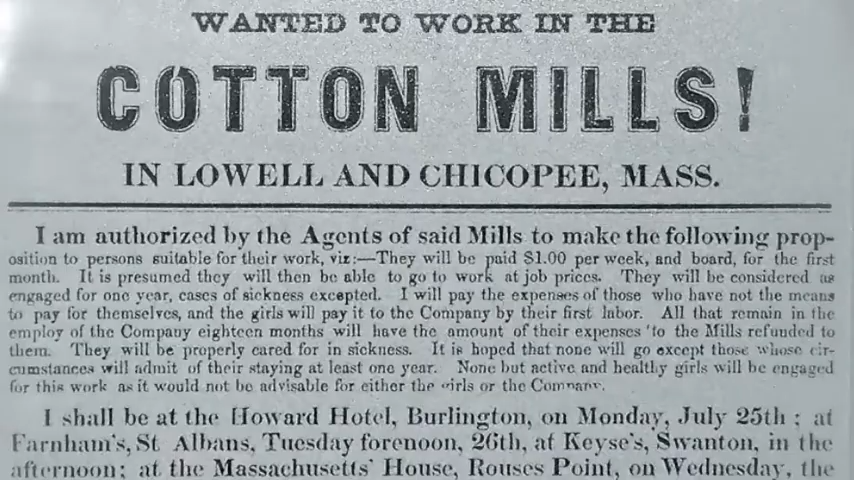 WANTED TO WORK IN THE
COTTON MILLS!
IN LOWELL AND CHICOPEE, MASS.
I am authorized by the Agents of said Mills to make the following prop-
osition to persons suitable for their work, viz:—They will be paid $1.00 per week, and board, for the first
month. It is presumed they will then be able to go to work at job prices. They will be considered as
engaged for one year, cases of sickness excepted. I will pay the expenses of those who have not the means
to pay for themselves, and the girls will pay it to the Company by their first labor. All that remain in the
employ of the Company eighteen months will have the amount of their expenses to the Mills refunded to
them. They will be properly cared for in sickness. It is hoped that none will go except those whose cir-
cumstances will admit of their staying at least one year. None but active and healthy girls will be engaged
for this work as it would not be advisable for either the girls or the Company.
I shall be at the Howard Hotel, Burlington, on Monday, July 25th; at
Farnham's, St Albans, Tuesday forenoon, 26th, at Keyse's, Swanton, in the
afternoon; at the Massachusetts' House, Rouses Point, on Wednesday, the